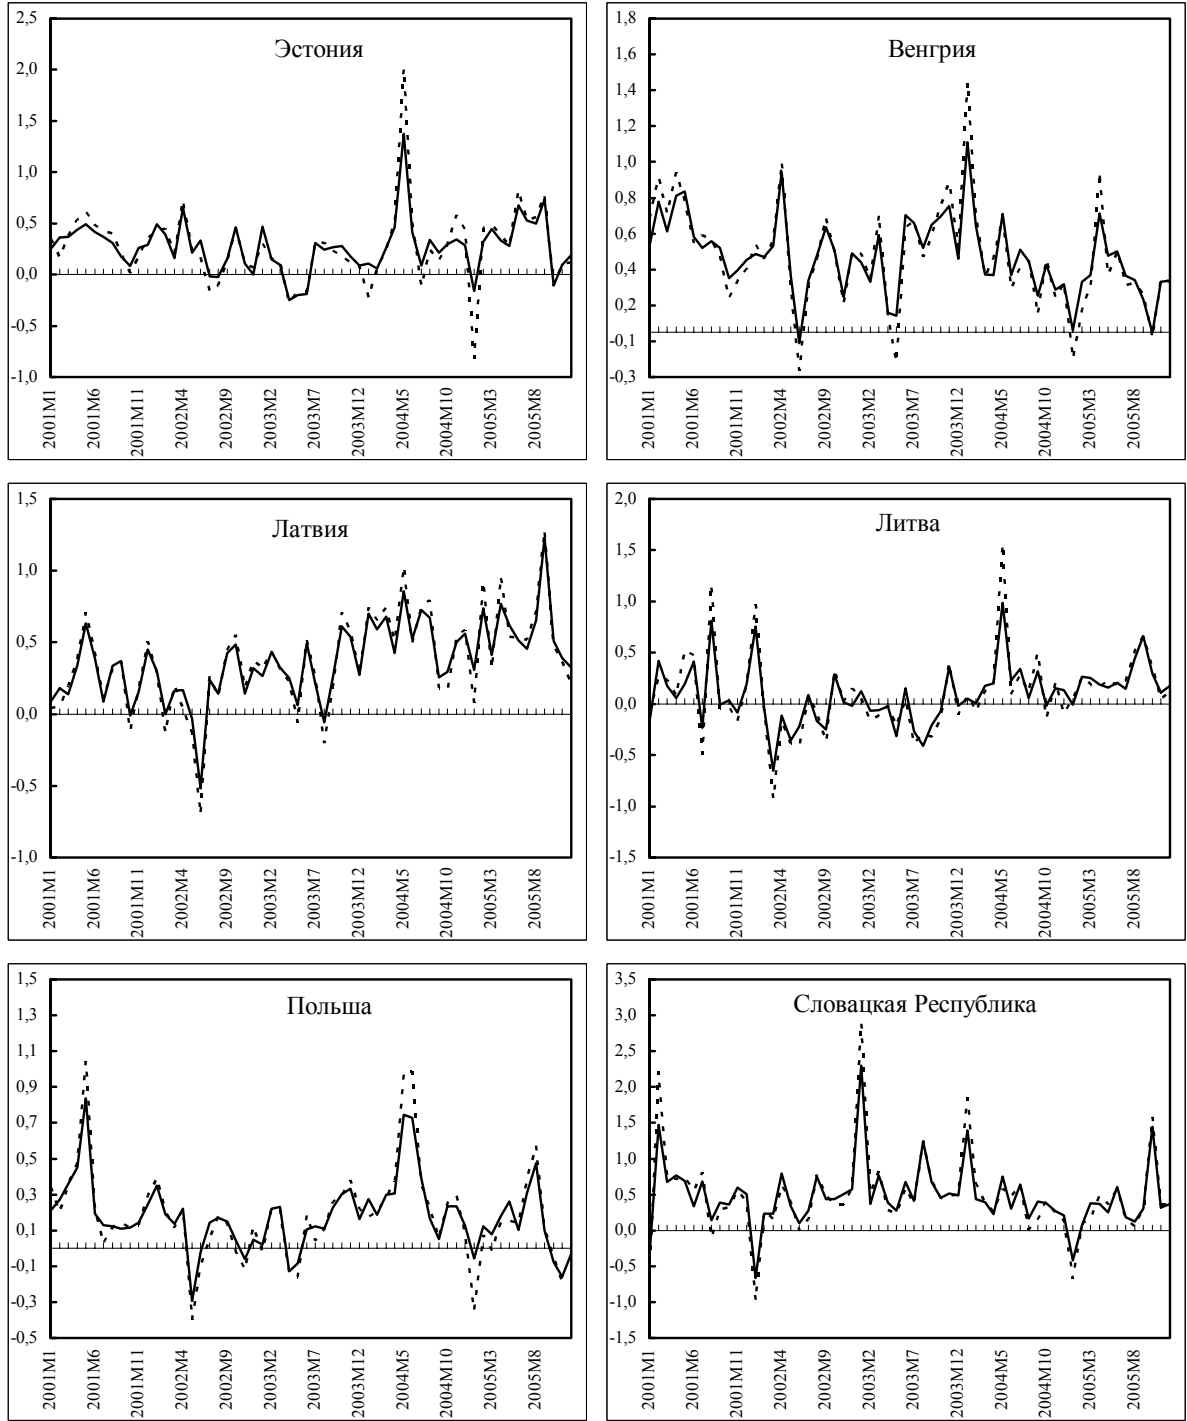 Эстония
2,5
2,0
1,5
1,0
0,5
0,0
-0,5
-1,0
2001M1
2001M6
2001M11
2002M4
2002M9
2003M2
2003M7
2003M12
2004M5
2004M10
2005M3
2005M8
Венгрия
1,8
1,6
1,4
1,2
1,0
0,8
0,6
0,4
0,2
-0,1
-0,3
2001M1
2001M6
2001M11
2002M4
2002M9
2003M2
2003M7
2003M12
2004M5
2004M10
2005M3
2005M8
Латвия
1,5
1,0
0,5
0,0
-0,5
-1,0
2001M1
2001M6
2001M11
2002M4
2002M9
2003M2
2003M7
2003M12
2004M5
2004M10
2005M3
2005M8
Литва
2,0
1,5
1,0
0,5
0,0
-0,5
-1,0
-1,5
2001M1
2001M6
2001M11
2002M4
2002M9
2003M2
2003M7
2003M12
2004M5
2004M10
2005M3
2005M8
Польша
1,5
1,3
1,1
0,9
0,7
0,5
0,3
0,1
-0,1
-0,3
-0,5
2001M1
2001M6
2001M11
2002M4
2002M9
2003M2
2003M7
2003M12
2004M5
2004M10
2005M3
2005M8
Словацкая Республика
3,5
3,0
2,5
2,0
1,5
1,0
0,5
0,0
-0,5
-1,0
-1,5
2001M1
2001M6
2001M11
2002M4
2002M9
2003M2
2003M7
2003M12
2004M5
2004M10
2005M3
2005M8